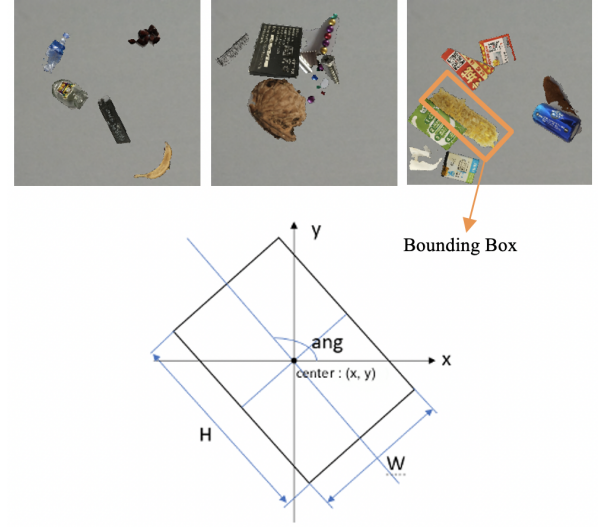 Bounding Box
y
ang
x
center : (x, y)
H
W